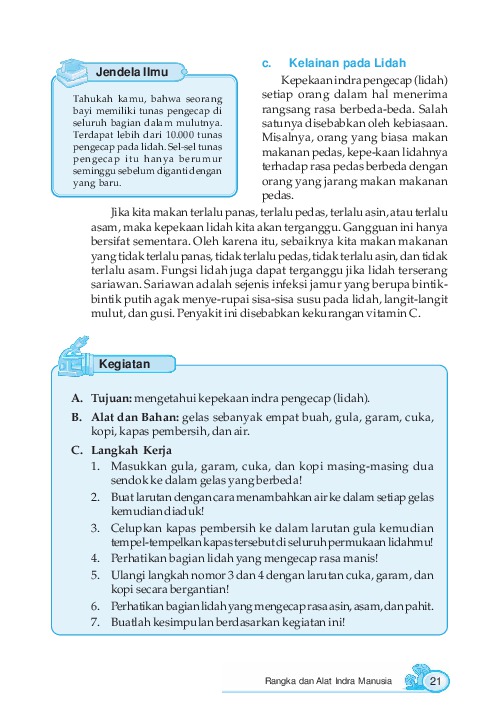 Jendela Ilmu
Tahukah kamu, bahwa seorang
bayi memiliki tunas pengecap di
seluruh bagian dalam mulutnya.
Terdapat lebih dari 10.000 tunas
pengecap pada lidah. Sel-sel tunas
pengecap itu hanya berumur
seminggu sebelum diganti dengan
yang baru.
c. Kelainan pada Lidah
Kepekaan indra pengecap (lidah)
setiap orang dalam hal menerima
rangsang rasa berbeda-beda. Salah
satunya disebabkan oleh kebiasaan.
Misalnya, orang yang biasa makan
makanan pedas, kepe-kaan lidahnya
terhadap rasa pedas berbeda dengan
orang yang jarang makan makanan
pedas.
Jika kita makan terlalu panas, terlalu pedas, terlalu asin, atau terlalu
asam, maka kepekaan lidah kita akan terganggu. Gangguan ini hanya
bersifat sementara. Oleh karena itu, sebaiknya kita makan makanan
yang tidak terlalu panas, tidak terlalu pedas, tidak terlalu asin, dan tidak
terlalu asam. Fungsi lidah juga dapat terganggu jika lidah terserang
sariawan. Sariawan adalah sejenis infeksi jamur yang berupa bintik-
bintik putih agak menye-rupai sisa-sisa susu pada lidah, langit-langit
mulut, dan gusi. Penyakit ini disebabkan kekurangan vitamin C.
Kegiatan
A. Tujuan: mengetahui kepekaan indra pengecap (lidah).
B. Alat dan Bahan: gelas sebanyak empat buah, gula, garam, cuka,
kopi, kapas pembersih, dan air.
C. Langkah Kerja
1. Masukkan gula, garam, cuka, dan kopi masing-masing dua
sendok ke dalam gelas yang berbeda!
2. Buat larutan dengan cara menambahkan air ke dalam setiap gelas
kemudian diaduk!
3. Celupkan kapas pembersih ke dalam larutan gula kemudian
tempel-tempelkan kapas tersebut di seluruh permukaan lidahmu!
4. Perhatikan bagian lidah yang mengecap rasa manis!
5. Ulangi langkah nomor 3 dan 4 dengan larutan cuka, garam, dan
kopi secara bergantian!
6. Perhatikan bagian lidah yang mengecap rasa asin, asam, dan pahit.
7. Buatlah kesimpulan berdasarkan kegiatan ini!
Rangka dan Alat Indra Manusia 21